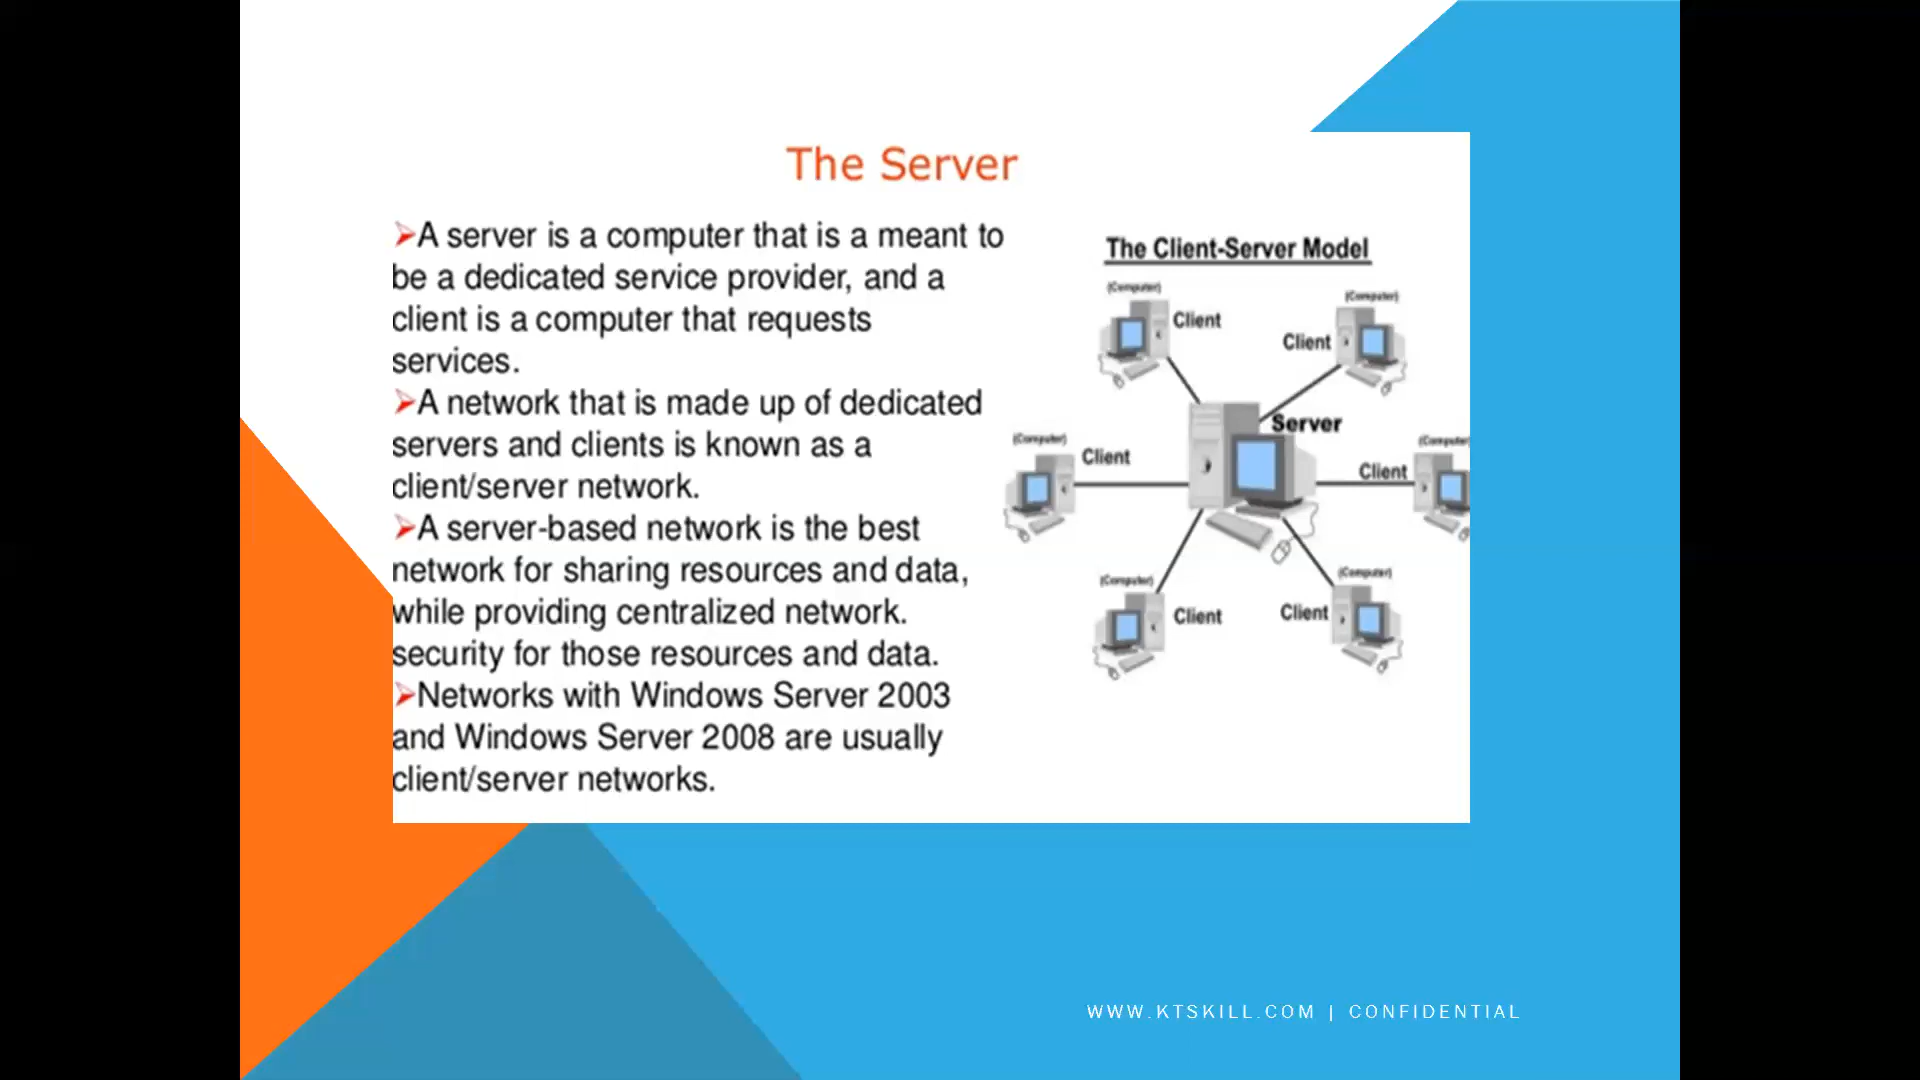 The Server
➢A server is a computer that is a meant to
be a dedicated service provider, and a
client is a computer that requests
services.
➢A network that is made up of dedicated
servers and clients is known as a
client/server network.
➢A server-based network is the best
network for sharing resources and data,
while providing centralized network.
security for those resources and data.
➢Networks with Windows Server 2003
and Windows Server 2008 are usually
client/server networks.
The Client-Server Model
(Computer)
Client
(Computer)
Client
Server
(Computer)
Client
(Computer
Client
(Computer)
Client
(Computer)
Client
WWW.KTSKILL.COM | CONFIDENTIAL